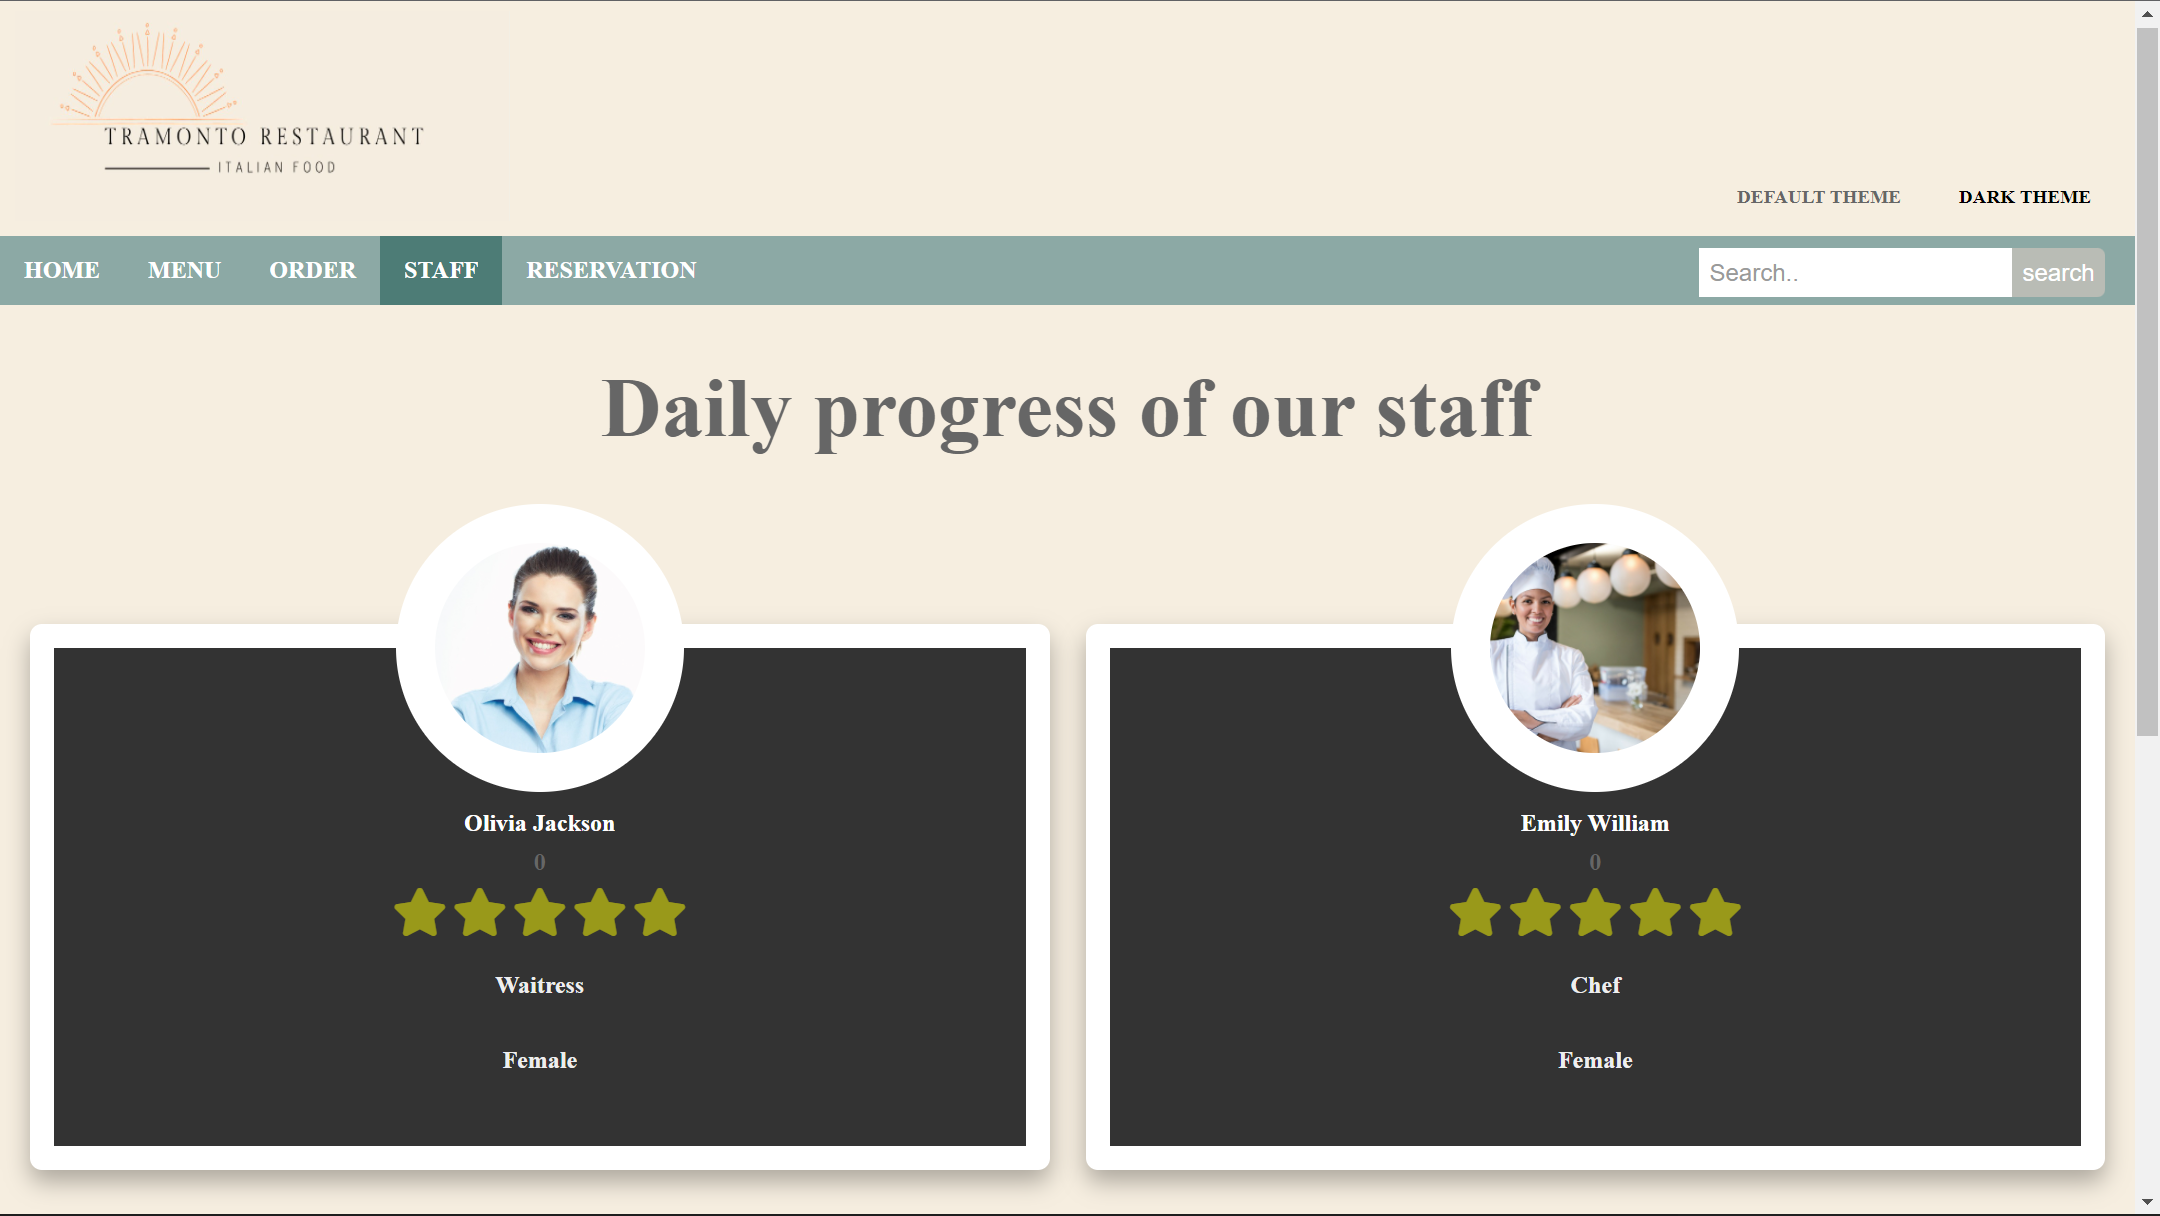 TRAMONTO RESTAURANT
ITALIAN FOOD
DEFAULT THEME DARK THEME
HOME MENU ORDER STAFF RESERVATION Search.. search
Daily progress of our staff
Olivia Jackson
0
Waitress
Female
Emily William
0
Chef
Female